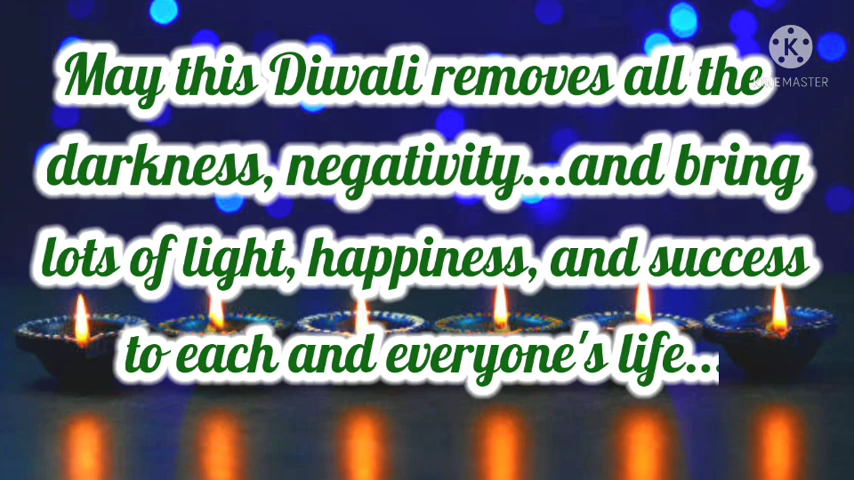 May this Diwali removes all the
darkness, negativity...and bring
lots of light, happiness, and success
to each and everyone's life...
K
KINEMASTER